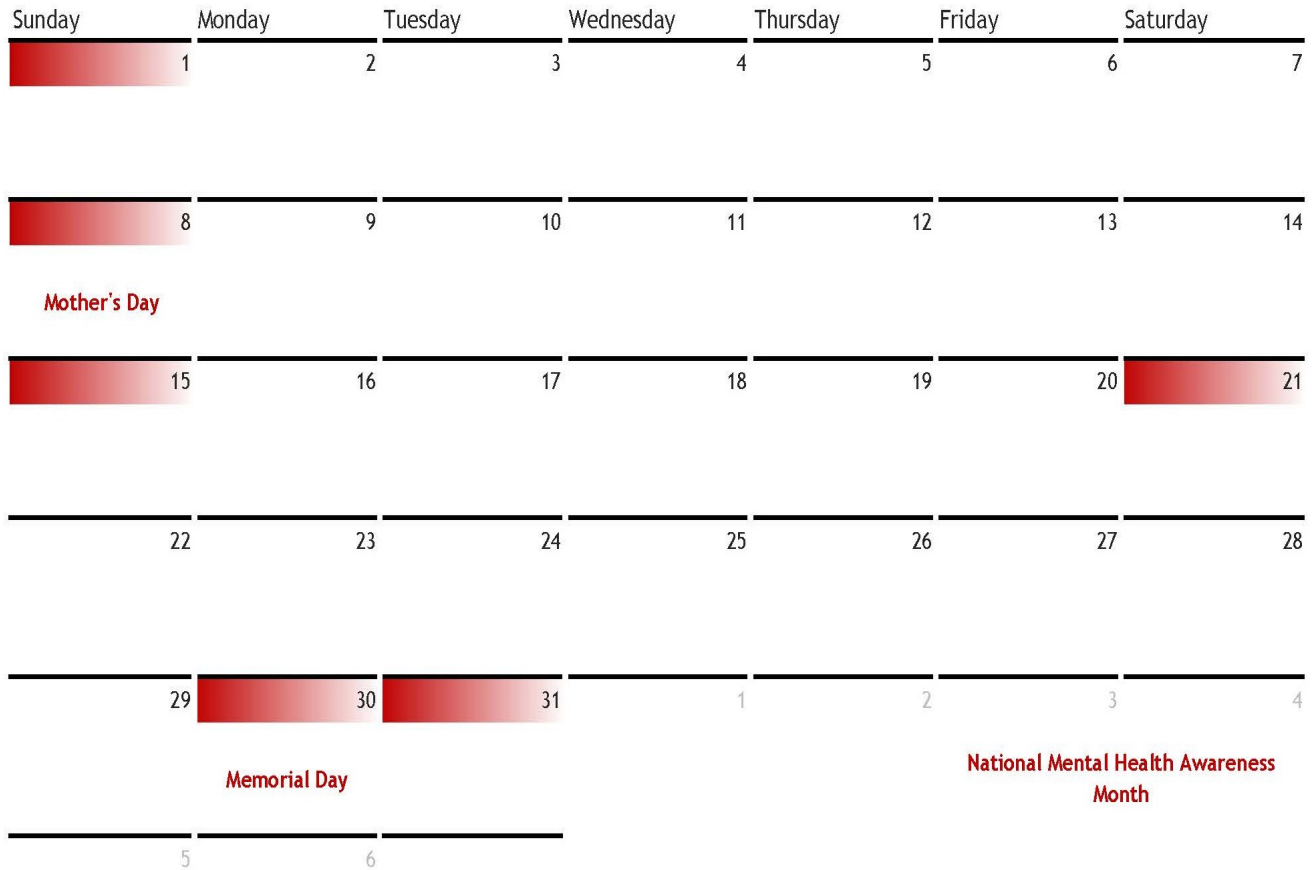 Sunday Monday Tuesday Wednesday Thursday Friday Saturday
1 2 3 4 5 6 7
8 9 10 11 12 13 14
Mother's Day
15 16 17 18 19 20 21
22 23 24 25 26 27 28
29 30 31 1 2 3 4
National Mental Health Awareness
Memorial Day
Month
5 6